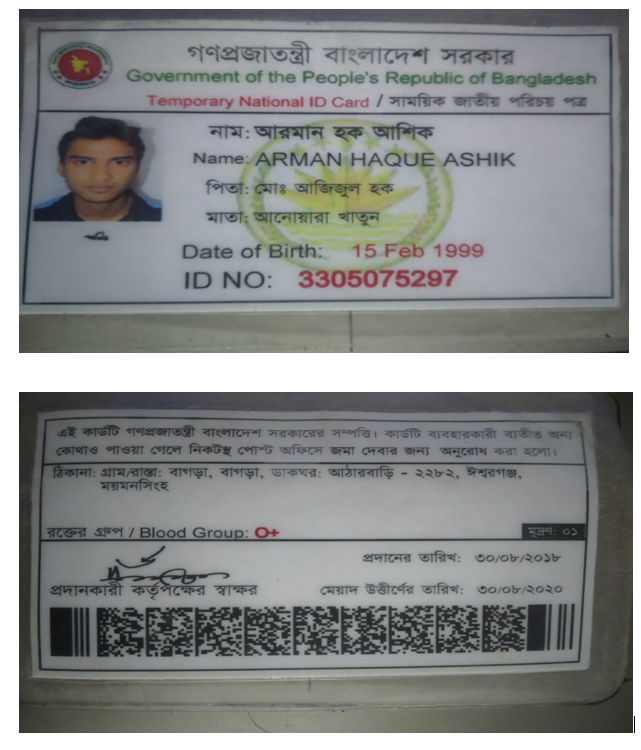 গণপ্রজাতন্ত্রী বাংলাদেশ সরকার
Government of the People's Republic of Bangladesh
Temporary National ID Card / সাময়িক জাতীয় পরিচয় পত্র
নাম: আরমান হক আশিক
Name: ARMAN HAQUE ASHIK
পিতা: মোঃ আজিজুল হক
মাতা: আনোয়ারা খাতুন
Date of Birth: 15 Feb 1999
ID NO: 3305075297
এই কার্ডটি গণপ্রজাতন্ত্রী বাংলাদেশ সরকারের সম্পত্তি। কার্ডটি ব্যবহারকারী ব্যতীত অন্য
কোথাও পাওয়া গেলে নিকটস্থ পোস্ট অফিসে জমা দেবার জন্য অনুরোধ করা হলো।
ঠিকানা: গ্রাম/রাস্তা: বাগড়া, বাগড়া, ডাকঘর: আঠারবাড়ি - ২২৮২, ঈশ্বরগঞ্জ,
ময়মনসিংহ
রক্তের গ্রুপ / Blood Group: O+
মুদ্রণ: ০১
প্রদানের তারিখ: ৩০/০৮/২০১৮
প্রদানকারী কর্তৃপক্ষের স্বাক্ষর
মেয়াদ উত্তীর্ণের তারিখ: ৩০/০৮/২০২০